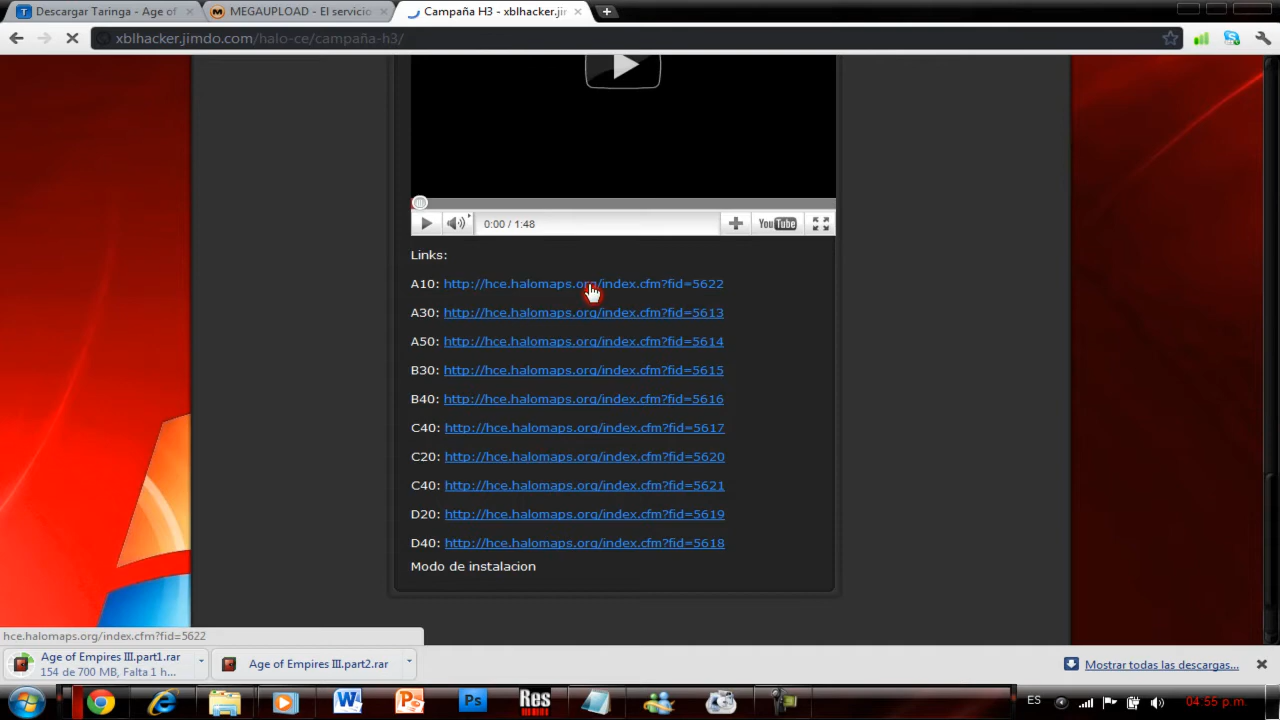 Descargar Taringa - Age of
MEGAUPLOAD - El servicio
Campaña H3 - xblhacker.ji
xblhacker.jimdo.com/halo-ce/campaña-h3/
0:00 / 1:48
YouTube
Links:
A10: http://hce.halomaps.org/index.cfm?fid=5622
A30: http://hce.halomaps.org/index.cfm?fid=5613
A50: http://hce.halomaps.org/index.cfm?fid=5614
B30: http://hce.halomaps.org/index.cfm?fid=5615
B40: http://hce.halomaps.org/index.cfm?fid=5616
C40: http://hce.halomaps.org/index.cfm?fid=5617
C20: http://hce.halomaps.org/index.cfm?fid=5620
C40: http://hce.halomaps.org/index.cfm?fid=5621
D20: http://hce.halomaps.org/index.cfm?fid=5619
D40: http://hce.halomaps.org/index.cfm?fid=5618
Modo de instalacion
hce.halomaps.org/index.cfm?fid=5622
Age of Empires III.part1.rar
154 de 700 MB, Falta 1 h...
Age of Empires III.part2.rar
Mostrar todas las descargas...
Ps
Res
ES
04:55 p.m.